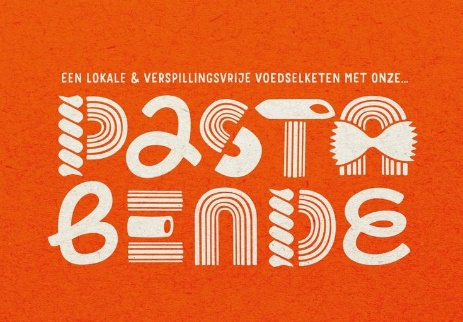 EEN LOKALE & VERSPILLINGSVRIJE VOEDSELKETEN MET ONZE...
PASTA
BENDE